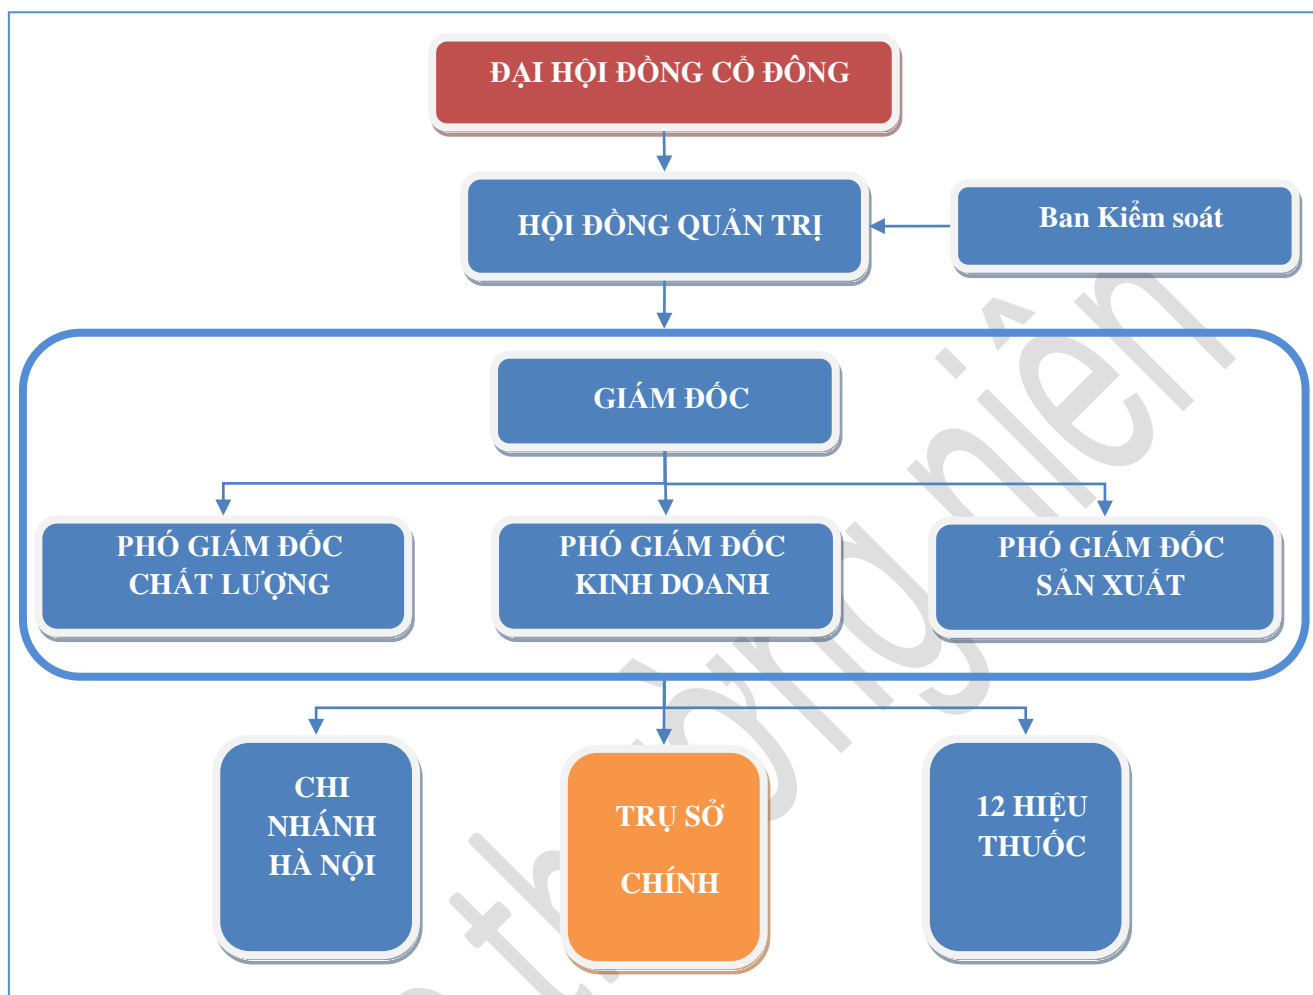 ĐẠI HỘI ĐỒNG CỔ ĐÔNG
HỘI ĐỒNG QUẢN TRỊ
Ban Kiểm soát
GIÁM ĐỐC
PHÓ GIÁM ĐỐC
CHẤT LƯỢNG
PHÓ GIÁM ĐỐC
KINH DOANH
PHÓ GIÁM ĐỐC
SẢN XUẤT
CHI
NHÁNH
HÀ NỘI
TRỤ SỞ
CHÍNH
12 HIỆU
THUỐC
thường niên